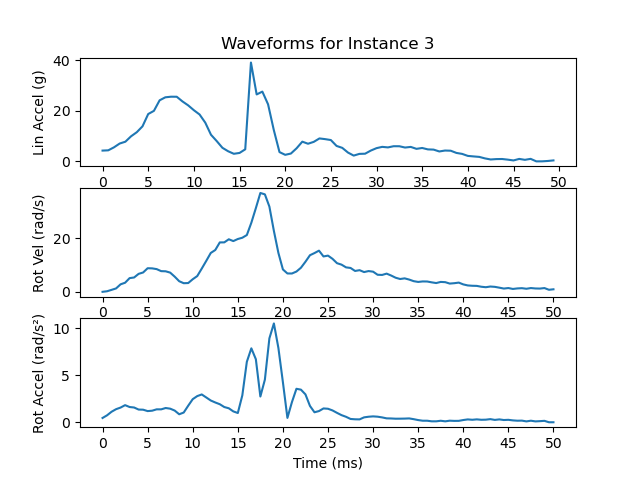 Waveforms for Instance 3
Lin Accel (g)
40
20
0
0 5 10 15 20 25 30 35 40 45 50
Rot Vel (rad/s)
20
0
0 5 10 15 20 25 30 35 40 45 50
Rot Accel (rad/s²)
10
5
0
0 5 10 15 20 25 30 35 40 45 50
Time (ms)